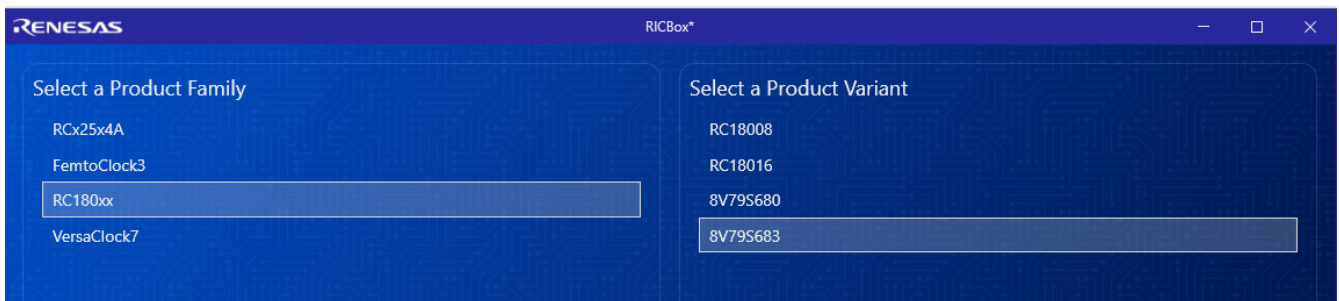 RENESAS
RICBox*
Select a Product Family
RCx25x4A
FemtoClock3
RC180xx
VersaClock7
Select a Product Variant
RC18008
RC18016
8V79S680
8V79S683